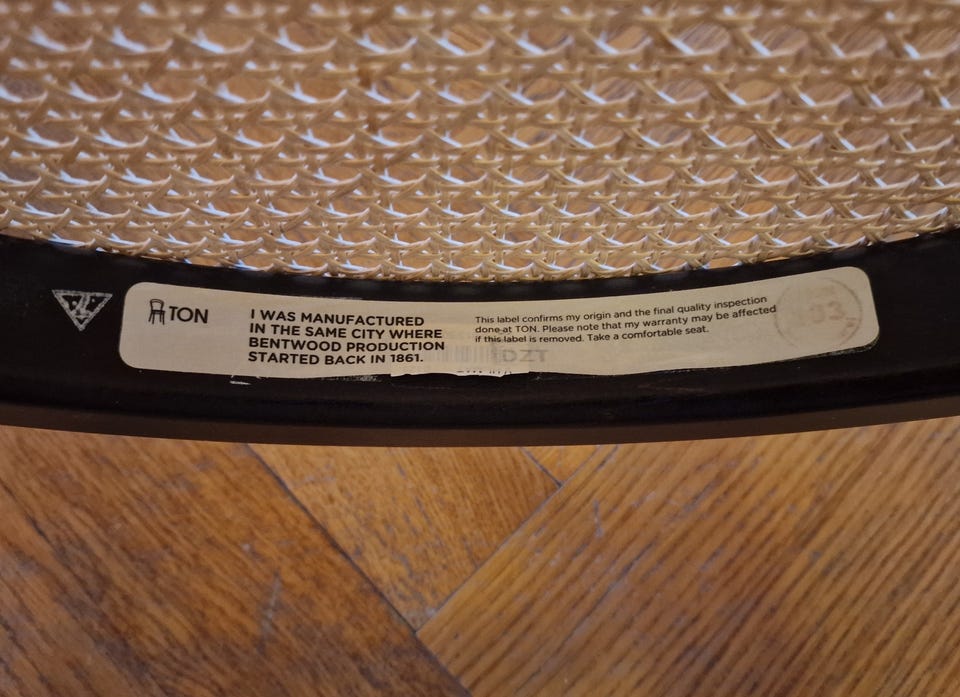 TON
I WAS MANUFACTURED
IN THE SAME CITY WHERE
BENTWOOD PRODUCTION
STARTED BACK IN 1861.
This label confirms my origin and the final quality inspection
done at TON. Please note that my warranty may be affected
if this label is removed. Take a comfortable seat.
DZT